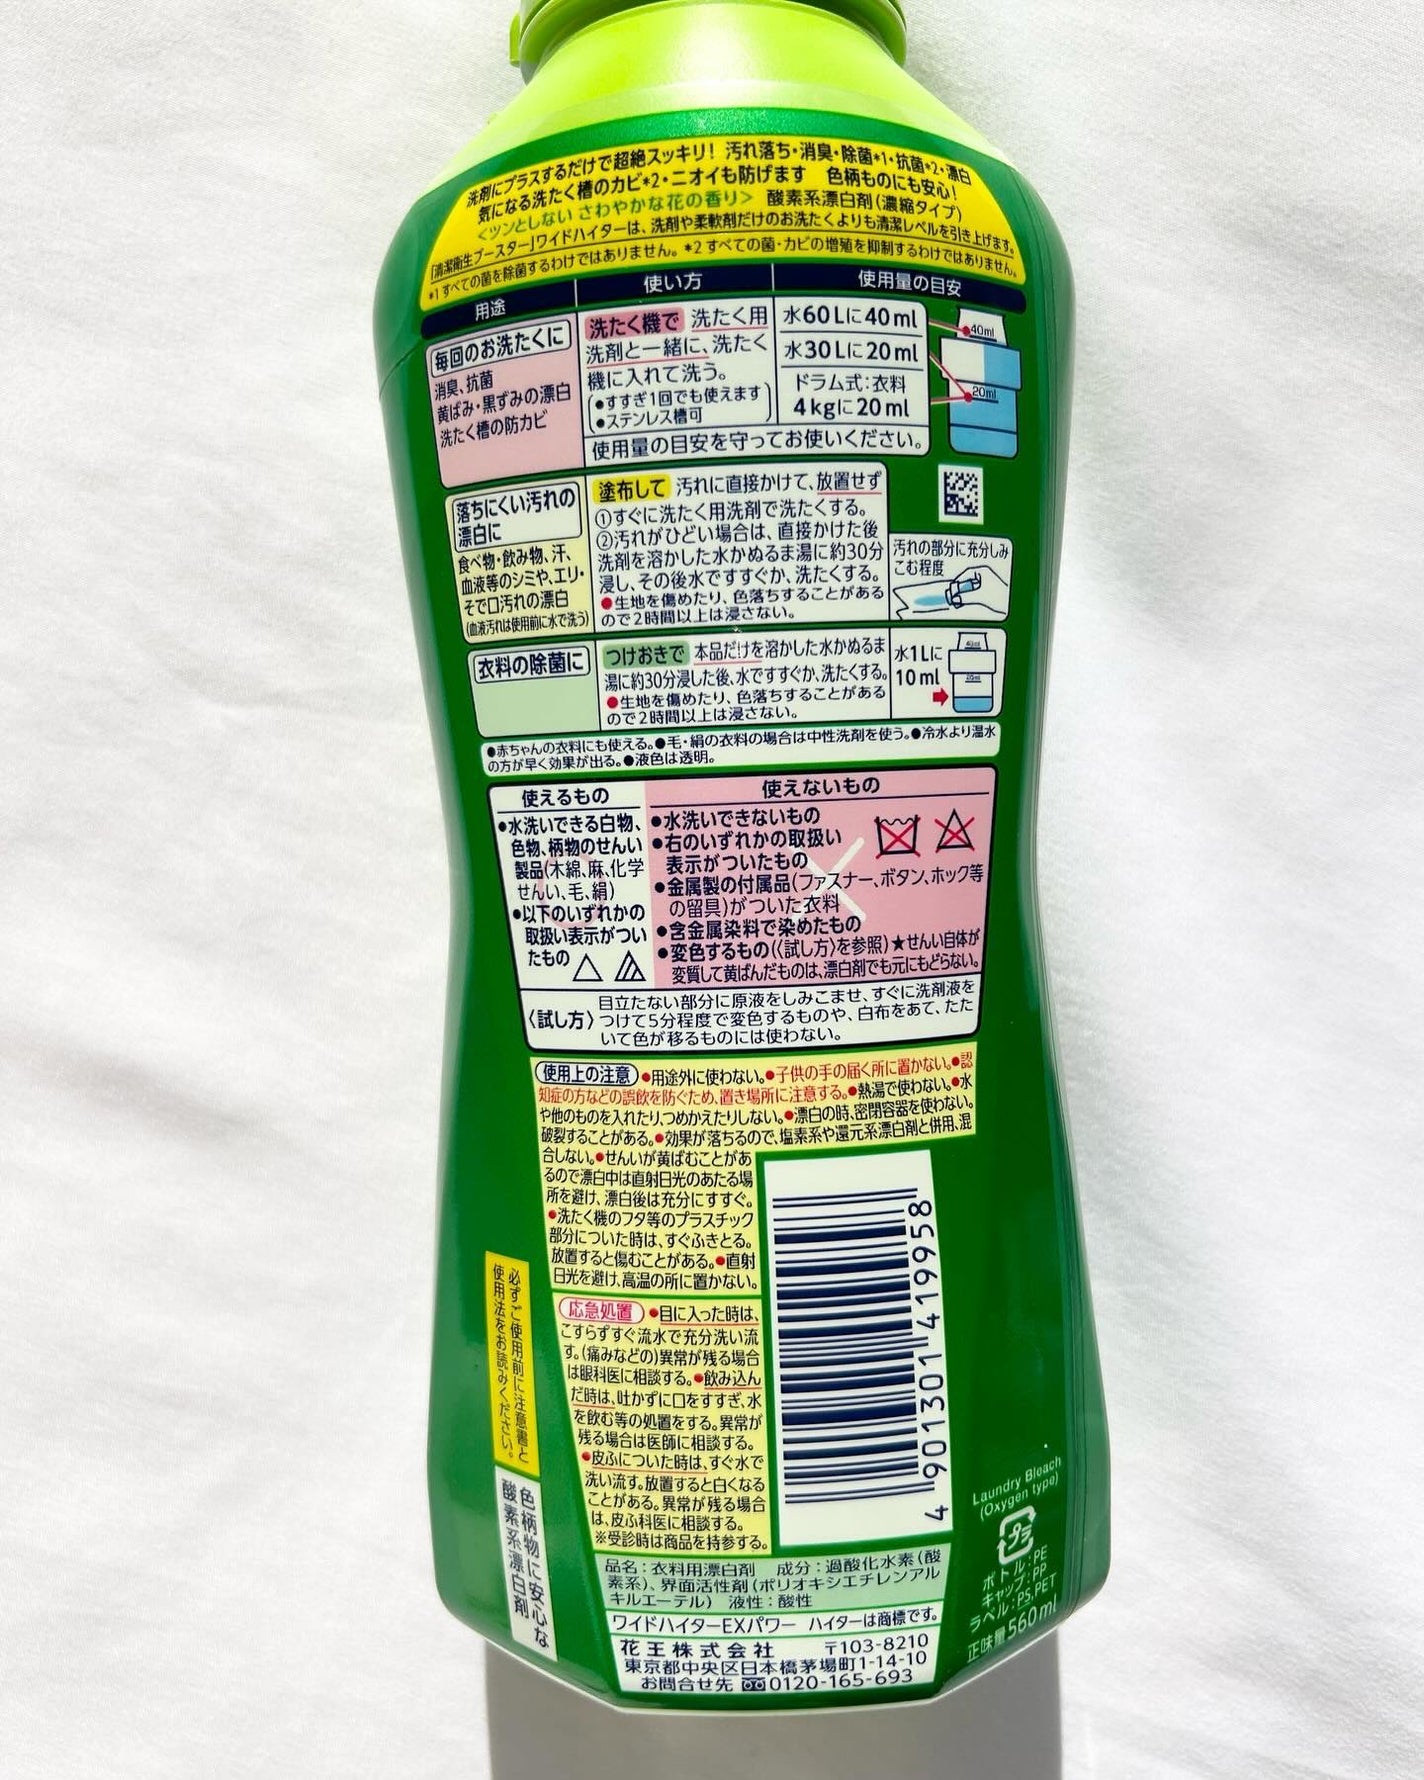 洗剤にプラスするだけで超絶スッキリ! 汚れ落ち・消臭・除菌*1・抗菌*2・漂白
気になる洗たく槽のカビ*2・ニオイも防げます 色柄ものにも安心!
<ツンとしない さわやかな花の香り> 酸素系漂白剤(濃縮タイプ)
「清潔衛生ブースター」ワイドハイターは、洗剤や柔軟剤だけのお洗たくよりも清潔レベルを引き上げます。
*1 すべての菌を除菌するわけではありません。*2 すべての菌・カビの増殖を抑制するわけではありません。
用途 使い方 使用量の目安
毎回のお洗たくに
消臭、抗菌
黄ばみ・黒ずみの漂白
洗たく槽の防カビ
洗たく機で 洗たく用
洗剤と一緒に、洗たく
機に入れて洗う。
●すすぎ1回でも使えます
●ステンレス槽可
水60Lに40ml
水30Lに20ml
ドラム式:衣料
4kgに20ml
40ml
20ml
使用量の目安を守ってお使いください。
落ちにくい汚れの
漂白に
食べ物・飲み物、汗、
血液等のシミや、エリ・
そで口汚れの漂白
(血液汚れは使用前に水で洗う)
塗布して 汚れに直接かけて、放置せず
①すぐに洗たく用洗剤で洗たくする。
②汚れがひどい場合は、直接かけた後
洗剤を溶かした水かぬるま湯に約30分
浸し、その後水ですすぐか、洗たくする。
●生地を傷めたり、色落ちすることがある
ので2時間以上は浸さない。
汚れの部分に充分しみ
こむ程度
衣料の除菌に
つけおきで 本品だけを溶かした水かぬるま
湯に約30分浸した後、水ですすぐか、洗たくする。
●生地を傷めたり、色落ちすることがある
ので2時間以上は浸さない。
水1Lに
10ml
40ml
20ml
●赤ちゃんの衣料にも使える。●毛・絹の衣料の場合は中性洗剤を使う。●冷水より温水
の方が早く効果が出る。●液色は透明。
使えるもの
●水洗いできる白物、
色物、柄物のせんい
製品(木綿、麻、化学
せんい、毛、絹)
●以下のいずれかの
取扱い表示がつい
たもの
使えないもの
●水洗いできないもの
●右のいずれかの取扱い
表示がついたもの
●金属製の付属品(ファスナー、ボタン、ホック等
の留具)がついた衣料
●含金属染料で染めたもの
●変色するもの(〈試し方〉を参照)★せんい自体が
変質して黄ばんだものは、漂白剤でも元にもどらない。
〈試し方〉
目立たない部分に原液をしみこませ、すぐに洗剤液を
つけて5分程度で変色するものや、白布をあて、たた
いて色が移るものには使わない。
使用上の注意 ●用途外に使わない。●子供の手の届く所に置かない。●認
知症の方などの誤飲を防ぐため、置き場所に注意する。●熱湯で使わない。●水
や他のものを入れたり、つめかえたりしない。●漂白の時、密閉容器を使わない。
破裂することがある。●効果が落ちるので、塩素系や還元系漂白剤と併用、混
合しない。●せんいが黄ばむことがあ
るので漂白中は直射日光のあたる場
所を避け、漂白後は充分にすすぐ。
●洗たく機のフタ等のプラスチック
部分についた時は、すぐふきとる。
放置すると傷むことがある。●直射
日光を避け、高温の所に置かない。
応急処置 ●目に入った時は、
こすらずすぐ流水で充分洗い流
す。(痛みなどの)異常が残る場合
は眼科医に相談する。●飲み込ん
だ時は、吐かずに口をすすぎ、水
を飲む等の処置をする。異常が
残る場合は医師に相談する。
●皮ふについた時は、すぐ水で
洗い流す。放置すると白くなる
ことがある。異常が残る場合
は、皮ふ科医に相談する。
※受診時は商品を持参する。
必ずご使用前に注意書と
使用法をお読みください。
色柄物に安心な
酸素系漂白剤
4 901301 419958
Laundry Bleach
(Oxygen type)
プラ
ボトル:PE
キャップ:PP
ラベル:PS,PET
正味量560ml
品名:衣料用漂白剤 成分:過酸化水素(酸
素系)、界面活性剤(ポリオキシエチレンアル
キルエーテル) 液性:酸性
ワイドハイターEXパワー ハイターは商標です。
花王株式会社 〒103-8210
東京都中央区日本橋茅場町1-14-10
お問合せ先 0120-165-693